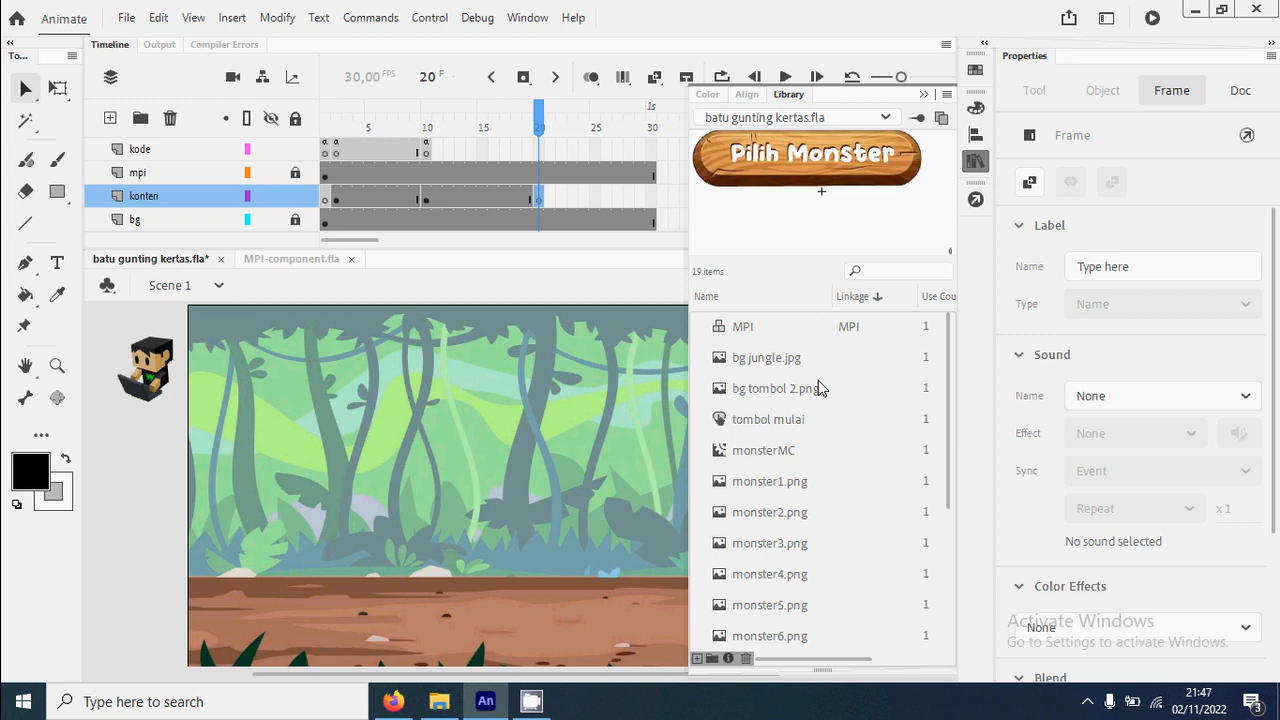 Animate
File Edit View Insert Modify Text Commands Control Debug Window Help
To...
Timeline Output Compiler Errors
30,00 FPS 20 F
1s
5 10 15 20 25 30
kode
mpi
konten
bg
batu gunting kertas.fla* × MPI-component.fla ×
Scene 1
Color Align Library
batu gunting kertas.fla
Pilih Monster
19 items
Name Linkage Use Cou
MPI MPI 1
bg jungle.jpg 1
bg tombol 2.png 1
tombol mulai 1
monsterMC 1
monster1.png 1
monster2.png 1
monster3.png 1
monster4.png 1
monster5.png 1
monster6.png 1
Properties
Tool Object Frame Doc
Frame
Label
Name Type here
Type Name
Sound
Name None
Effect None
Sync Event
Repeat x 1
No sound selected
Color Effects
None
Activate Windows
Go to Settings to activate Windows.
Blend
Type here to search
An
21:47
02/11/2022
3